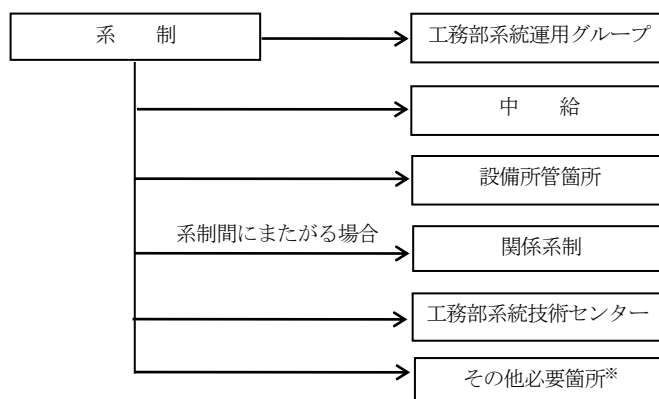 系　　制
工務部系統運用グループ
中　　給
設備所管箇所
系制間にまたがる場合
関係系制
工務部系統技術センター
その他必要箇所※